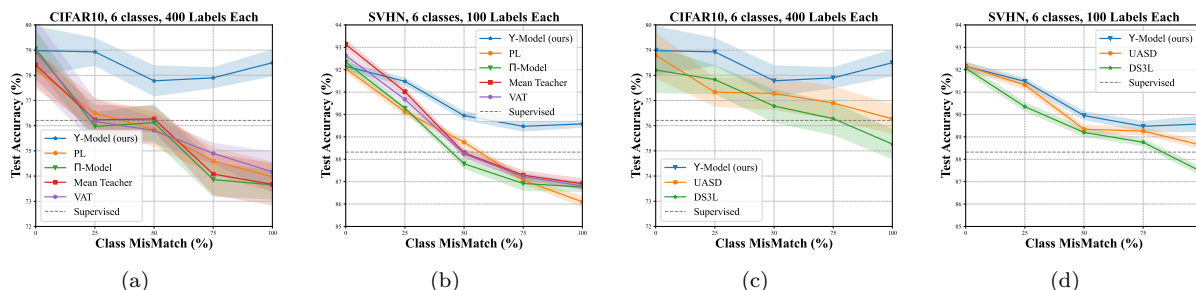 CIFAR10, 6 classes, 400 Labels Each
Test Accuracy (%)
80
79
78
77
76
75
74
73
72
ϒ-Model (ours)
PL
Π-Model
Mean Teacher
VAT
Supervised
0 25 50 75 100
Class MisMatch (%)
(a)
SVHN, 6 classes, 100 Labels Each
Test Accuracy (%)
94
93
92
91
90
89
88
87
86
85
ϒ-Model (ours)
PL
Π-Model
Mean Teacher
VAT
Supervised
0 25 50 75 100
Class MisMatch (%)
(b)
CIFAR10, 6 classes, 400 Labels Each
Test Accuracy (%)
80
79
78
77
76
75
74
73
72
ϒ-Model (ours)
UASD
DS3L
Supervised
0 25 50 75 100
Class MisMatch (%)
(c)
SVHN, 6 classes, 100 Labels Each
Test Accuracy (%)
94
93
92
91
90
89
88
87
86
85
ϒ-Model (ours)
UASD
DS3L
Supervised
0 25 50 75
Class MisMatch (%)
(d)